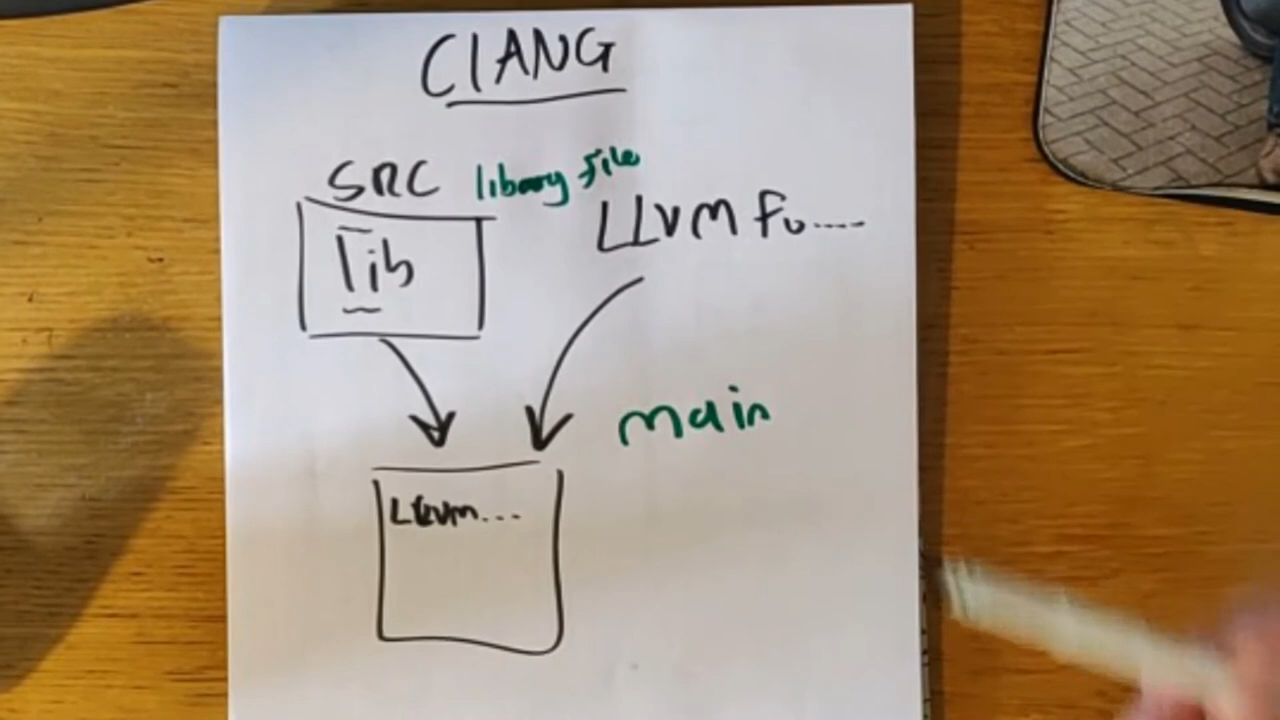 CLANG
SRC library file
LLVM Fu.....
lib
main
LLVM...